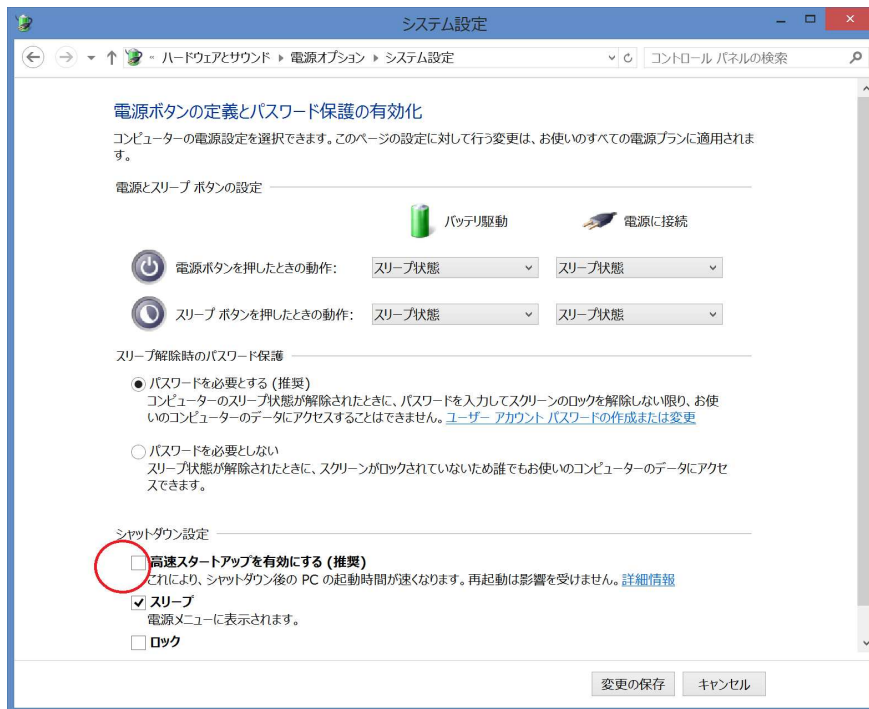 システム設定
ハードウェアとサウンド ▸ 電源オプション ▸ システム設定
コントロール パネルの検索
電源ボタンの定義とパスワード保護の有効化
コンピューターの電源設定を選択できます。このページの設定に対して行う変更は、お使いのすべての電源プランに適用されま
す。
電源とスリープ ボタンの設定
バッテリ駆動 電源に接続
電源ボタンを押したときの動作: スリープ状態 スリープ状態
スリープ ボタンを押したときの動作: スリープ状態 スリープ状態
スリープ解除時のパスワード保護
パスワードを必要とする (推奨)
コンピューターのスリープ状態が解除されたときに、パスワードを入力してスクリーンのロックを解除しない限り、お使
いのコンピューターのデータにアクセスすることはできません。ユーザー アカウント パスワードの作成または変更
パスワードを必要としない
スリープ状態が解除されたときに、スクリーンがロックされていないため誰でもお使いのコンピューターのデータにアクセ
スできます。
シャットダウン設定
高速スタートアップを有効にする (推奨)
これにより、シャットダウン後の PC の起動時間が速くなります。再起動は影響を受けません。詳細情報
スリープ
電源メニューに表示されます。
ロック
変更の保存 キャンセル